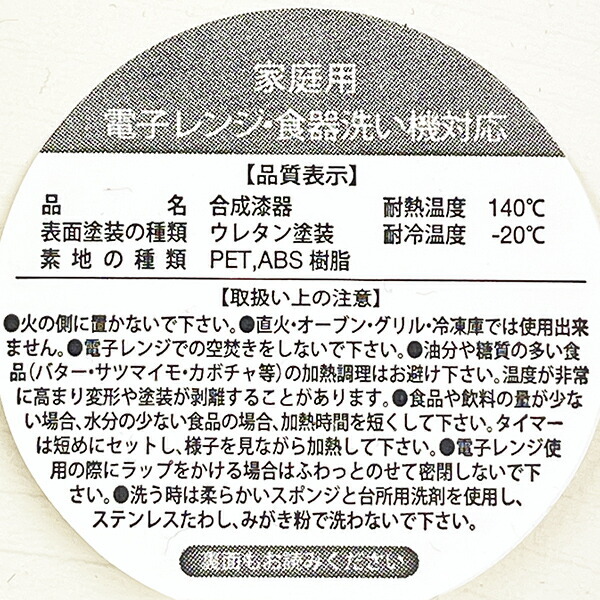 家庭用
電子レンジ・食器洗い機対応
【品質表示】
品名 合成漆器 耐熱温度 140℃
表面塗装の種類 ウレタン塗装 耐冷温度 -20℃
素地の種類 PET,ABS樹脂
【取扱い上の注意】
●火の側に置かないで下さい。●直火・オーブン・グリル・冷凍庫では使用出来
ません。●電子レンジでの空焚きをしないで下さい。●油分や糖質の多い食
品(バター・サツマイモ・カボチャ等)の加熱調理はお避け下さい。温度が非常
に高まり変形や塗装が剥離することがあります。●食品や飲料の量が少な
い場合、水分の少ない食品の場合、加熱時間を短くして下さい。タイマー
は短めにセットし、様子を見ながら加熱して下さい。●電子レンジ使
用の際にラップをかける場合はふわっとのせて密閉しないで下
さい。●洗う時は柔らかいスポンジと台所用洗剤を使用し、
ステンレスたわし、みがき粉で洗わないで下さい。
裏面もお読みください